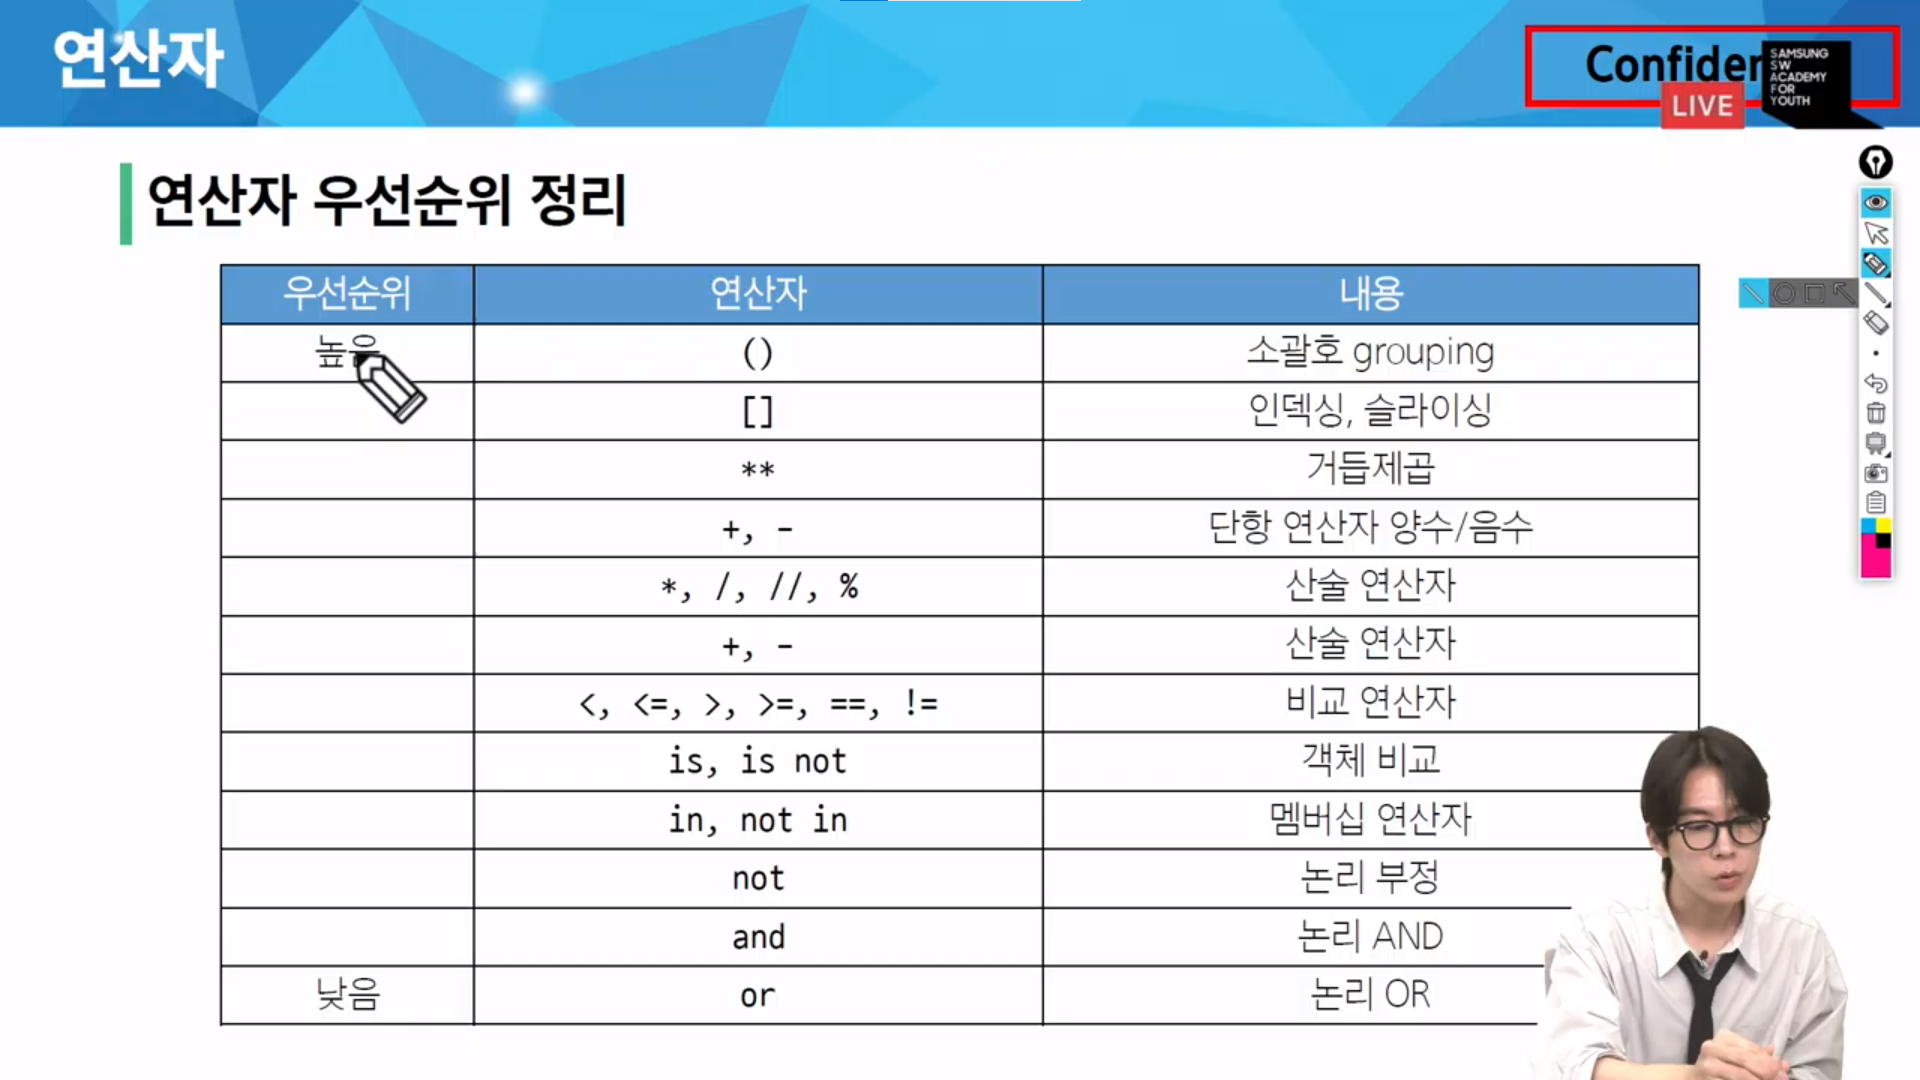 연산자
SAMSUNG
SW
ACADEMY
FOR
YOUTH
LIVE
연산자 우선순위 정리
우선순위 연산자 내용
높음 () 소괄호 grouping
[] 인덱싱, 슬라이싱
** 거듭제곱
+, - 단항 연산자 양수/음수
*, /, //, % 산술 연산자
+, - 산술 연산자
<, <=, >, >=, ==, != 비교 연산자
is, is not 객체 비교
in, not in 멤버십 연산자
not 논리 부정
and 논리 AND
낮음 or 논리 OR